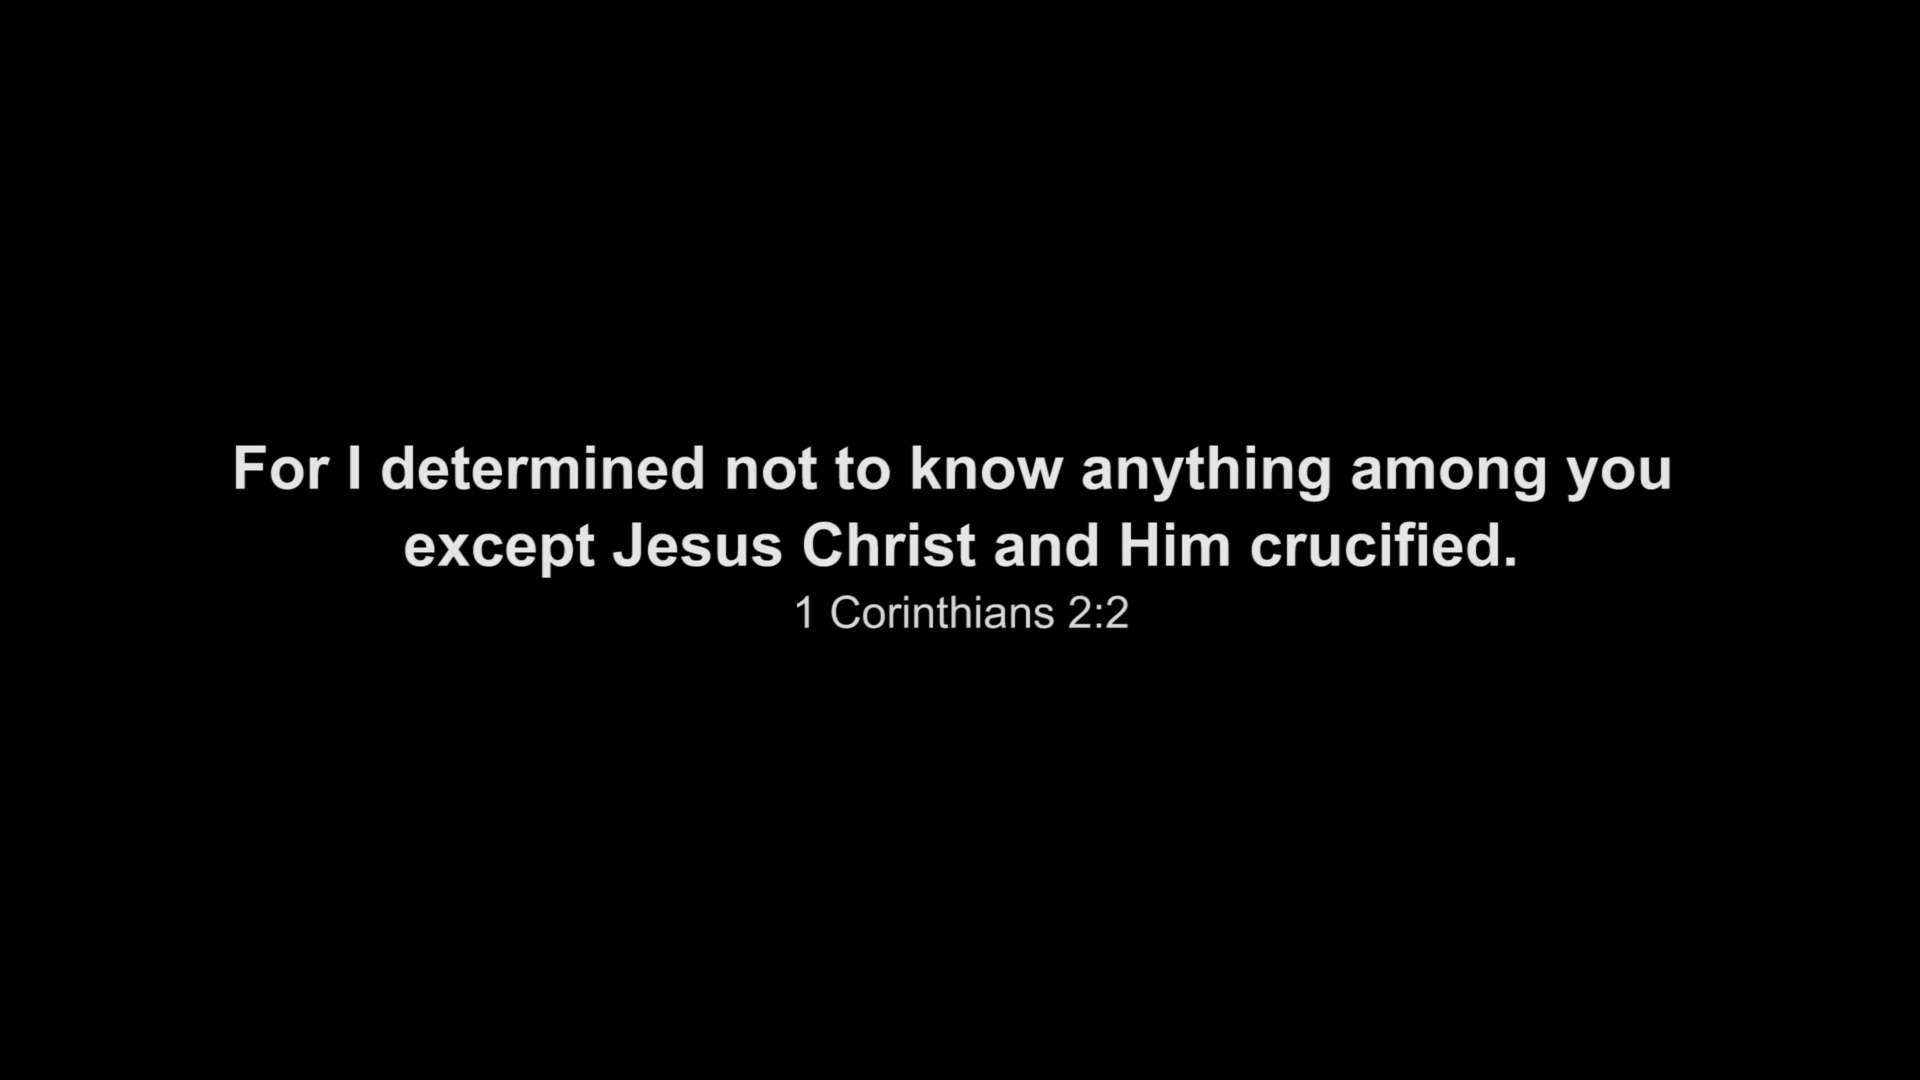 For I determined not to know anything among you
except Jesus Christ and Him crucified.
1 Corinthians 2:2